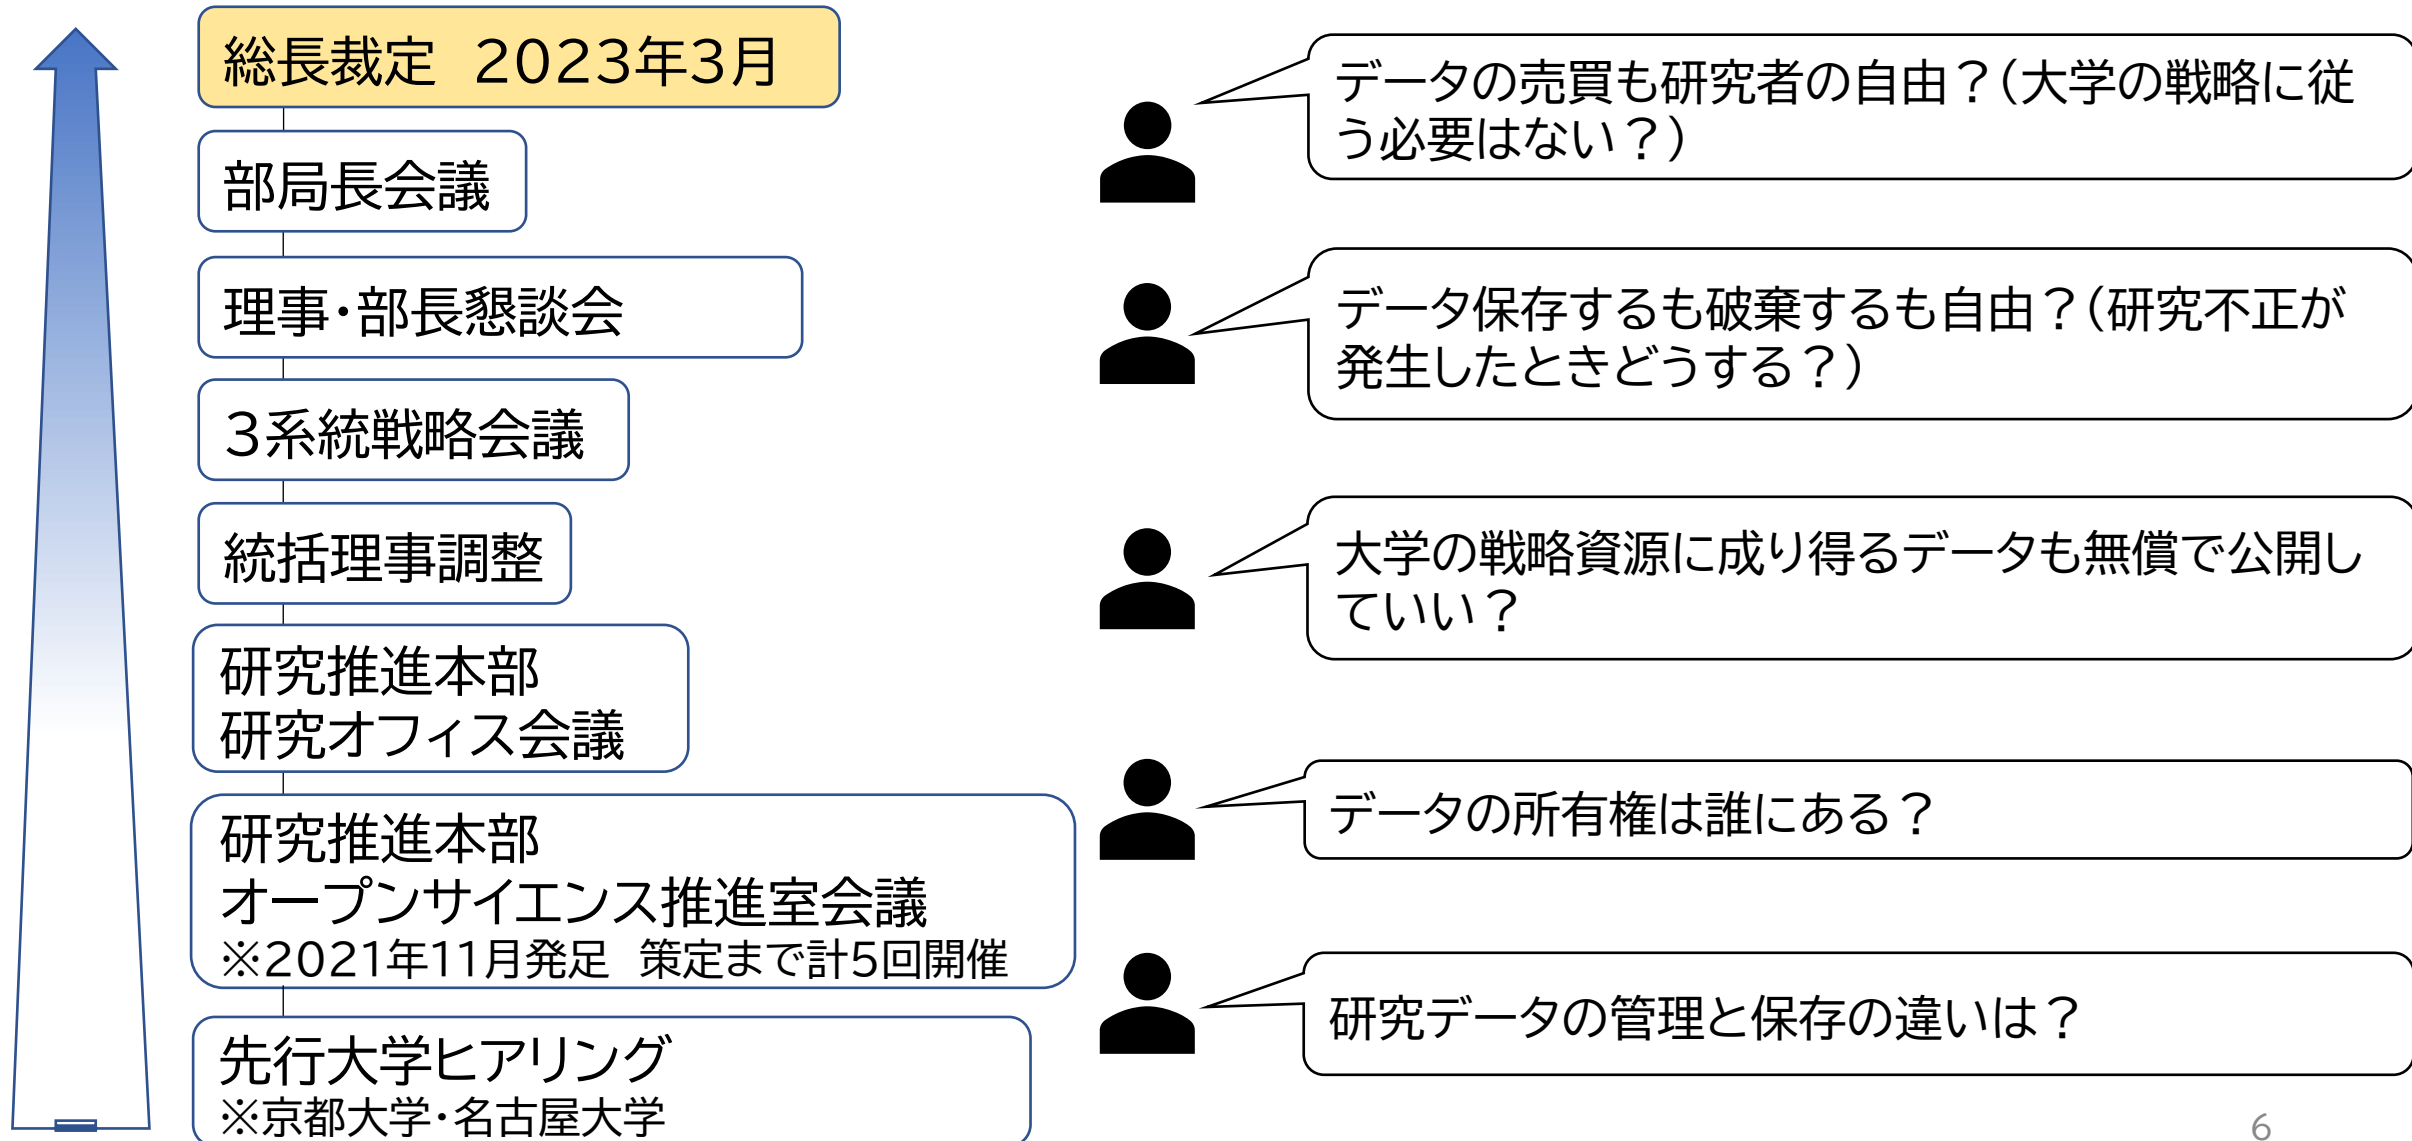 総長裁定　2023年3月
部局長会議
理事・部長懇談会
3系統戦略会議
統括理事調整
研究推進本部
研究オフィス会議
研究推進本部
オープンサイエンス推進室会議
※2021年11月発足　策定まで計5回開催
先行大学ヒアリング
※京都大学・名古屋大学
データの売買も研究者の自由？（大学の戦略に従
う必要はない？）
データ保存するも破棄するも自由？（研究不正が
発生したときどうする？）
大学の戦略資源に成り得るデータも無償で公開し
ていい？
データの所有権は誰にある？
研究データの管理と保存の違いは？
6